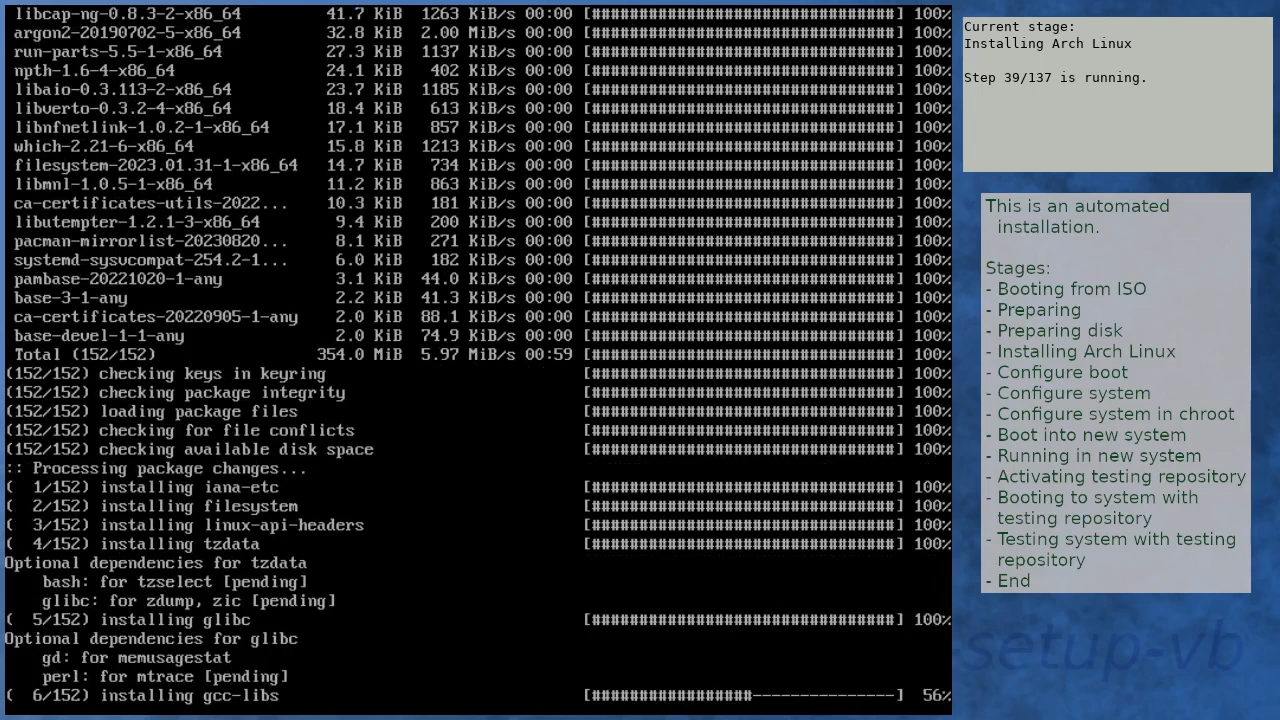 libcap-ng-0.8.3-2-x86_64 41.7 KiB 1263 KiB/s 00:00 [################################] 100%
argon2-20190702-5-x86_64 32.8 KiB 2.00 MiB/s 00:00 [################################] 100%
run-parts-5.5-1-x86_64 27.3 KiB 1137 KiB/s 00:00 [################################] 100%
npth-1.6-4-x86_64 24.1 KiB 402 KiB/s 00:00 [################################] 100%
libaio-0.3.113-2-x86_64 23.7 KiB 1185 KiB/s 00:00 [################################] 100%
libverto-0.3.2-4-x86_64 18.4 KiB 613 KiB/s 00:00 [################################] 100%
libnfnetlink-1.0.2-1-x86_64 17.1 KiB 857 KiB/s 00:00 [################################] 100%
which-2.21-6-x86_64 15.8 KiB 1213 KiB/s 00:00 [################################] 100%
filesystem-2023.01.31-1-x86_64 14.7 KiB 734 KiB/s 00:00 [################################] 100%
libmnl-1.0.5-1-x86_64 11.2 KiB 863 KiB/s 00:00 [################################] 100%
ca-certificates-utils-2022... 10.3 KiB 181 KiB/s 00:00 [################################] 100%
libutempter-1.2.1-3-x86_64 9.4 KiB 200 KiB/s 00:00 [################################] 100%
pacman-mirrorlist-20230820... 8.1 KiB 271 KiB/s 00:00 [################################] 100%
systemd-sysvcompat-254.2-1... 6.0 KiB 182 KiB/s 00:00 [################################] 100%
pambase-20221020-1-any 3.1 KiB 44.0 KiB/s 00:00 [################################] 100%
base-3-1-any 2.2 KiB 41.3 KiB/s 00:00 [################################] 100%
ca-certificates-20220905-1-any 2.0 KiB 88.1 KiB/s 00:00 [################################] 100%
base-devel-1-1-any 2.0 KiB 74.9 KiB/s 00:00 [################################] 100%
Total (152/152) 354.0 MiB 5.97 MiB/s 00:59 [################################] 100%
(152/152) checking keys in keyring [################################] 100%
(152/152) checking package integrity [################################] 100%
(152/152) loading package files [################################] 100%
(152/152) checking for file conflicts [################################] 100%
(152/152) checking available disk space [################################] 100%
:: Processing package changes...
( 1/152) installing iana-etc [################################] 100%
( 2/152) installing filesystem [################################] 100%
( 3/152) installing linux-api-headers [################################] 100%
( 4/152) installing tzdata [################################] 100%
Optional dependencies for tzdata
bash: for tzselect [pending]
glibc: for zdump, zic [pending]
( 5/152) installing glibc [################################] 100%
Optional dependencies for glibc
gd: for memusagestat
perl: for mtrace [pending]
( 6/152) installing gcc-libs [#################---------------] 56%
Current stage:
Installing Arch Linux
Step 39/137 is running.
This is an automated
installation.
Stages:
- Booting from ISO
- Preparing
- Preparing disk
- Installing Arch Linux
- Configure boot
- Configure system
- Configure system in chroot
- Boot into new system
- Running in new system
- Activating testing repository
- Booting to system with
testing repository
- Testing system with testing
repository
- End
-setup-vb